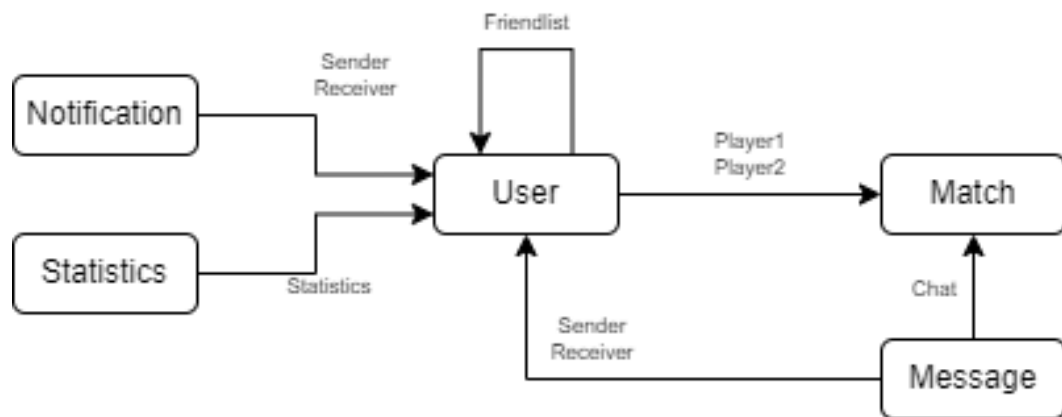 Friendlist
Sender
Receiver
Notification
Player1
Player2
User
Match
Statistics
Statistics
Chat
Sender
Receiver
Message